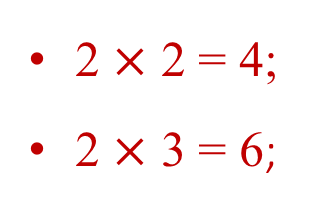 • 2 × 2 = 4;
• 2 × 3 = 6;